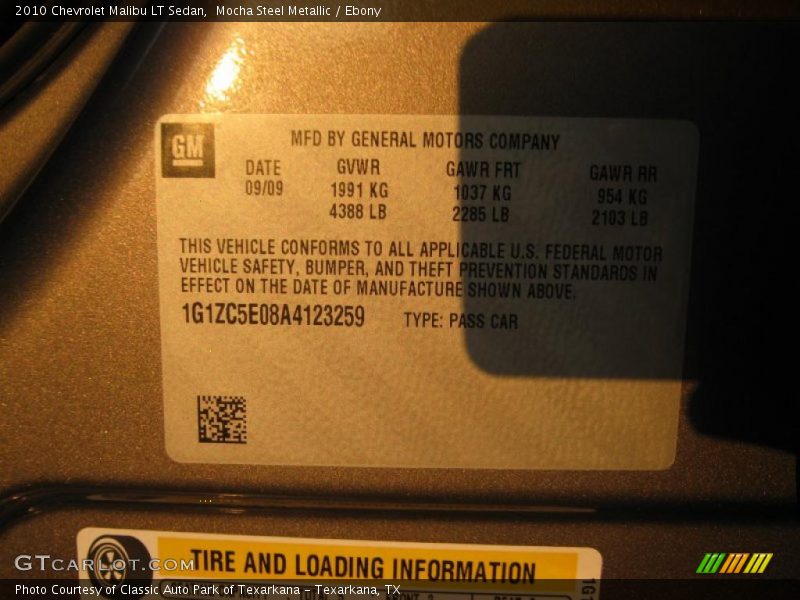 2010 Chevrolet Malibu LT Sedan, Mocha Steel Metallic / Ebony
GM
MFD BY GENERAL MOTORS COMPANY
DATE GVWR GAWR FRT GAWR RR
09/09 1991 KG 1037 KG 954 KG
4388 LB 2285 LB 2103 LB
THIS VEHICLE CONFORMS TO ALL APPLICABLE U.S. FEDERAL MOTOR
VEHICLE SAFETY, BUMPER, AND THEFT PREVENTION STANDARDS IN
EFFECT ON THE DATE OF MANUFACTURE SHOWN ABOVE.
1G1ZC5E08A4123259 TYPE: PASS CAR
TIRE AND LOADING INFORMATION
GTCARLOT.COM
Photo Courtesy of Classic Auto Park of Texarkana - Texarkana, TX